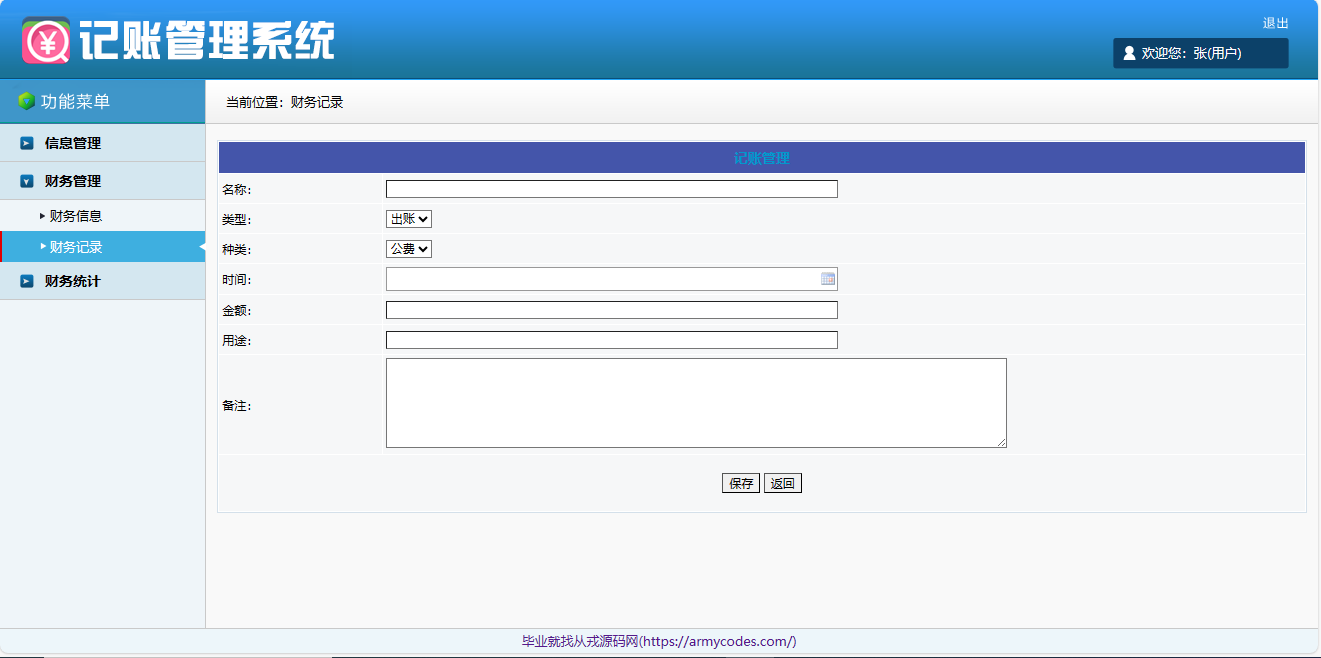 记账管理系统
退出
欢迎您：张(用户)
功能菜单
当前位置：财务记录
信息管理
财务管理
财务信息
财务记录
财务统计
记账管理
名称:
类型:
出账
种类:
公费
时间:
金额:
用途:
备注:
保存
返回
毕业就找从戎源码网(https://armycodes.com/)